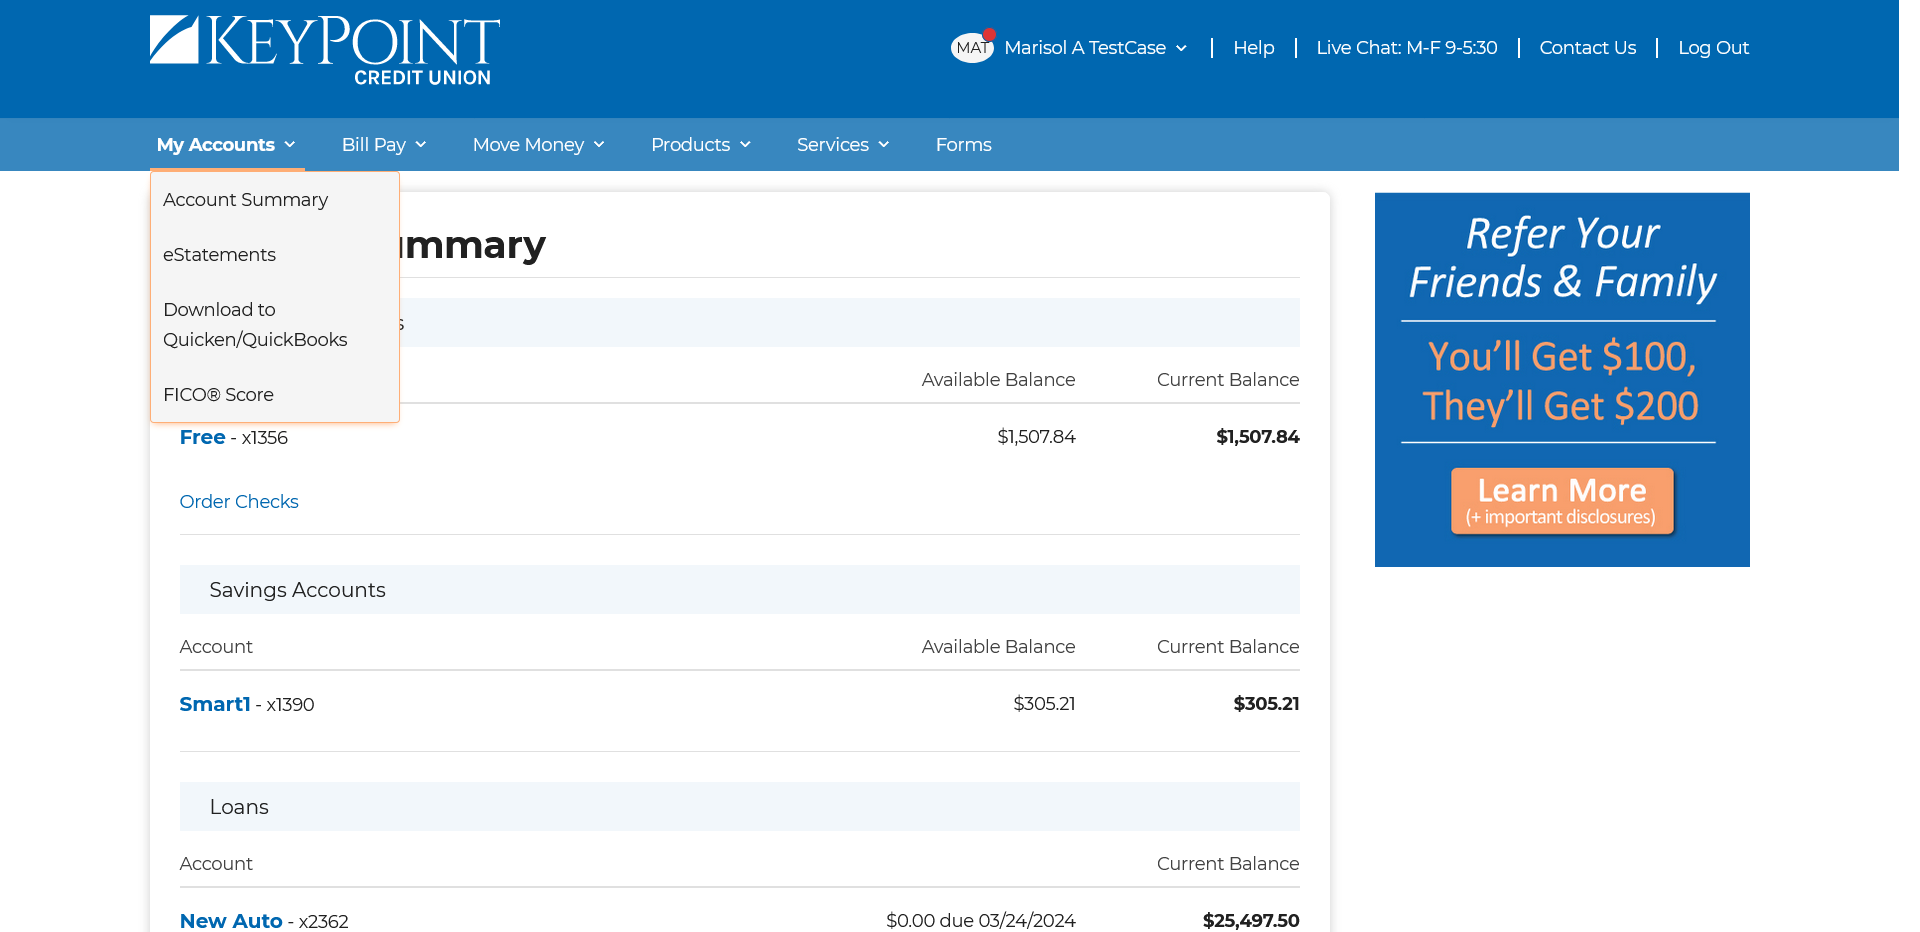 KEYPOINT
CREDIT UNION
MAT Marisol A TestCase
Help
Live Chat: M-F 9-5:30
Contact Us
Log Out
My Accounts
Bill Pay
Move Money
Products
Services
Forms
Account Summary
eStatements
Download to
Quicken/QuickBooks
FICO® Score
Available Balance Current Balance
Free - x1356 $1,507.84 $1,507.84
Order Checks
Savings Accounts
Account Available Balance Current Balance
Smart1 - x1390 $305.21 $305.21
Loans
Account Current Balance
New Auto - x2362 $0.00 due 03/24/2024 $25,497.50
Refer Your
Friends & Family
You'll Get $100,
They'll Get $200
Learn More
(+ important disclosures)